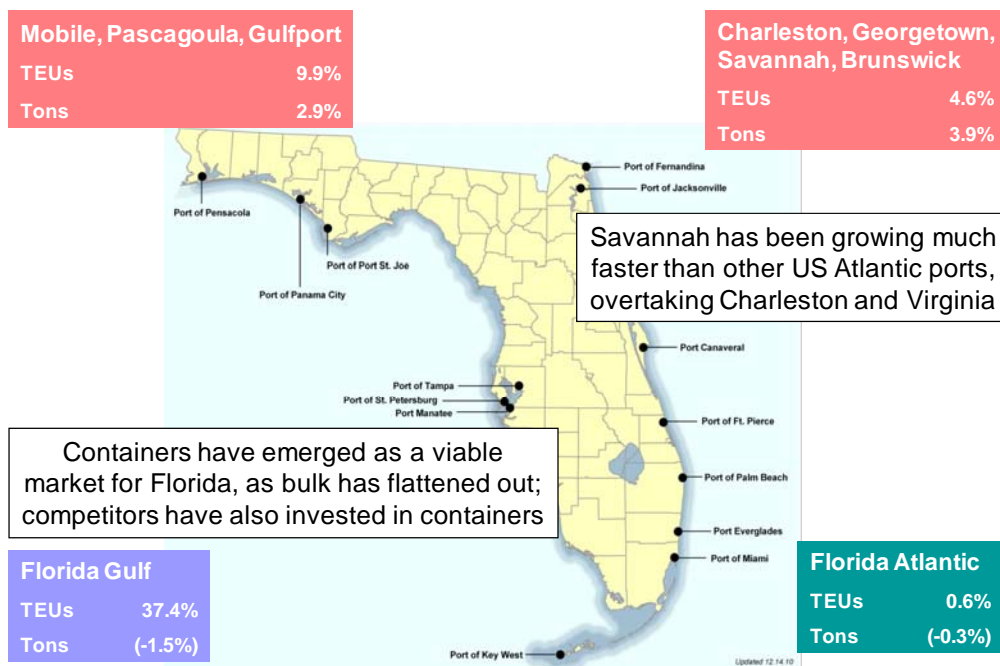 Mobile, Pascagoula, Gulfport
TEUs 9.9%
Tons 2.9%
Charleston, Georgetown,
Savannah, Brunswick
TEUs 4.6%
Tons 3.9%
Port of Fernandina
Port of Jacksonville
Port of Pensacola
Port of Port St. Joe
Port of Panama City
Savannah has been growing much
faster than other US Atlantic ports,
overtaking Charleston and Virginia
Port Canaveral
Port of Tampa
Port of St. Petersburg
Port Manatee
Port of Ft. Pierce
Containers have emerged as a viable
market for Florida, as bulk has flattened out;
competitors have also invested in containers
Port of Palm Beach
Port Everglades
Port of Miami
Florida Gulf
TEUs 37.4%
Tons (-1.5%)
Florida Atlantic
TEUs 0.6%
Tons (-0.3%)
Port of Key West
Updated 12.14.10